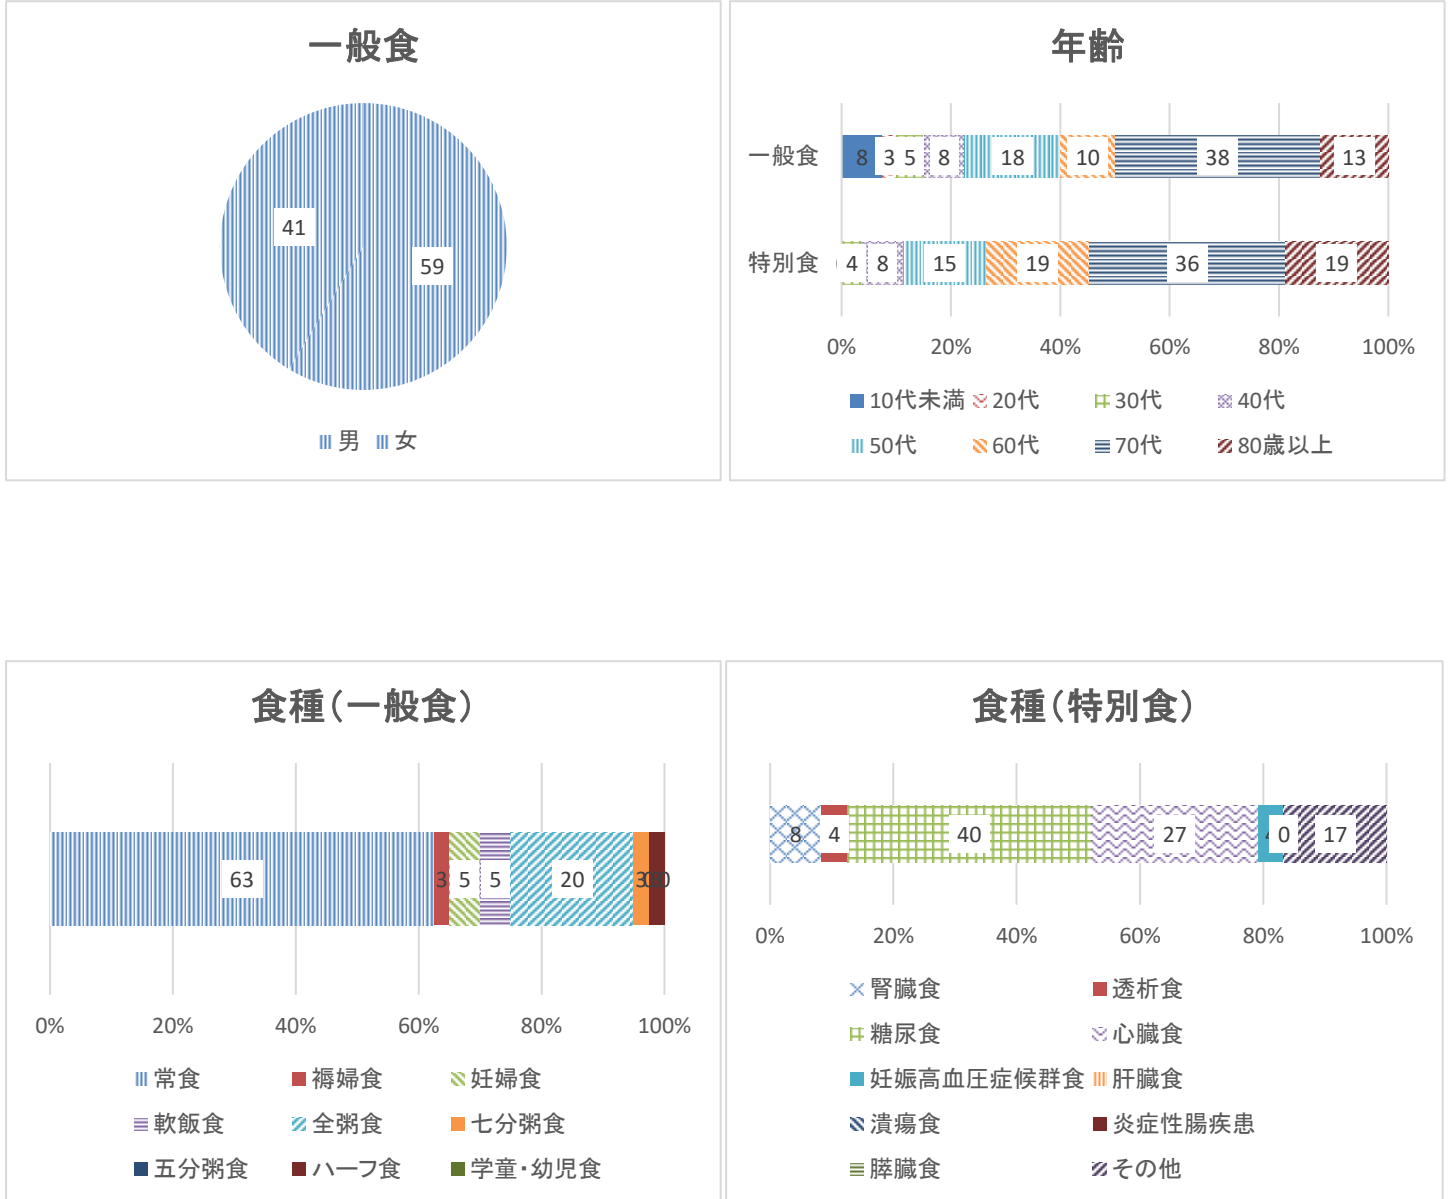 一般食
41
59
男 女
年齢
一般食
8 3 5 8 18 10 38 13
特別食
4 8 15 19 36 19
0% 20% 40% 60% 80% 100%
10代未満 20代 30代 40代
50代 60代 70代 80歳以上
食種（一般食）
63 3 5 5 20 3
0% 20% 40% 60% 80% 100%
常食 褥婦食 妊婦食
軟飯食 全粥食 七分粥食
五分粥食 ハーフ食 学童・幼児食
食種（特別食）
8 4 40 27 4 0 17
0% 20% 40% 60% 80% 100%
腎臓食 透析食
糖尿食 心臓食
妊娠高血圧症候群食 肝臓食
潰瘍食 炎症性腸疾患
膵臓食 その他